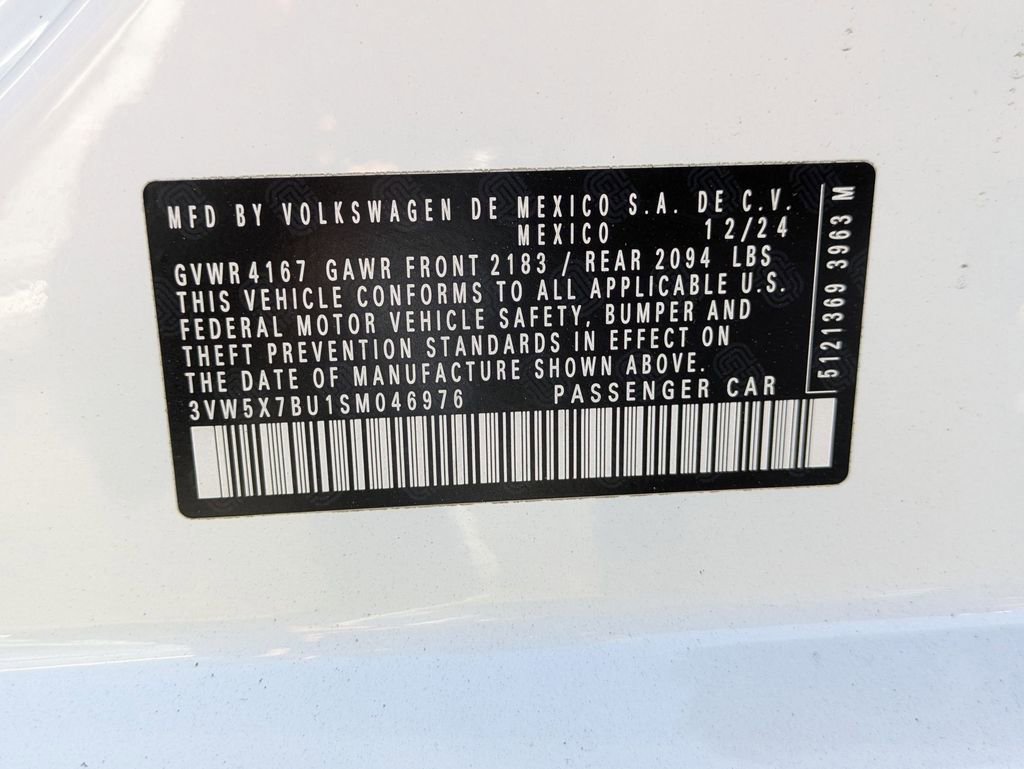 MFD BY VOLKSWAGEN DE MEXICO S.A. DE C.V.
MEXICO 12/24
GVWR 4167 GAWR FRONT 2183 / REAR 2094 LBS
THIS VEHICLE CONFORMS TO ALL APPLICABLE U.S.
FEDERAL MOTOR VEHICLE SAFETY, BUMPER AND
THEFT PREVENTION STANDARDS IN EFFECT ON
THE DATE OF MANUFACTURE SHOWN ABOVE.
3VW5X7BU1SM046976 PASSENGER CAR
5121369 3963 M